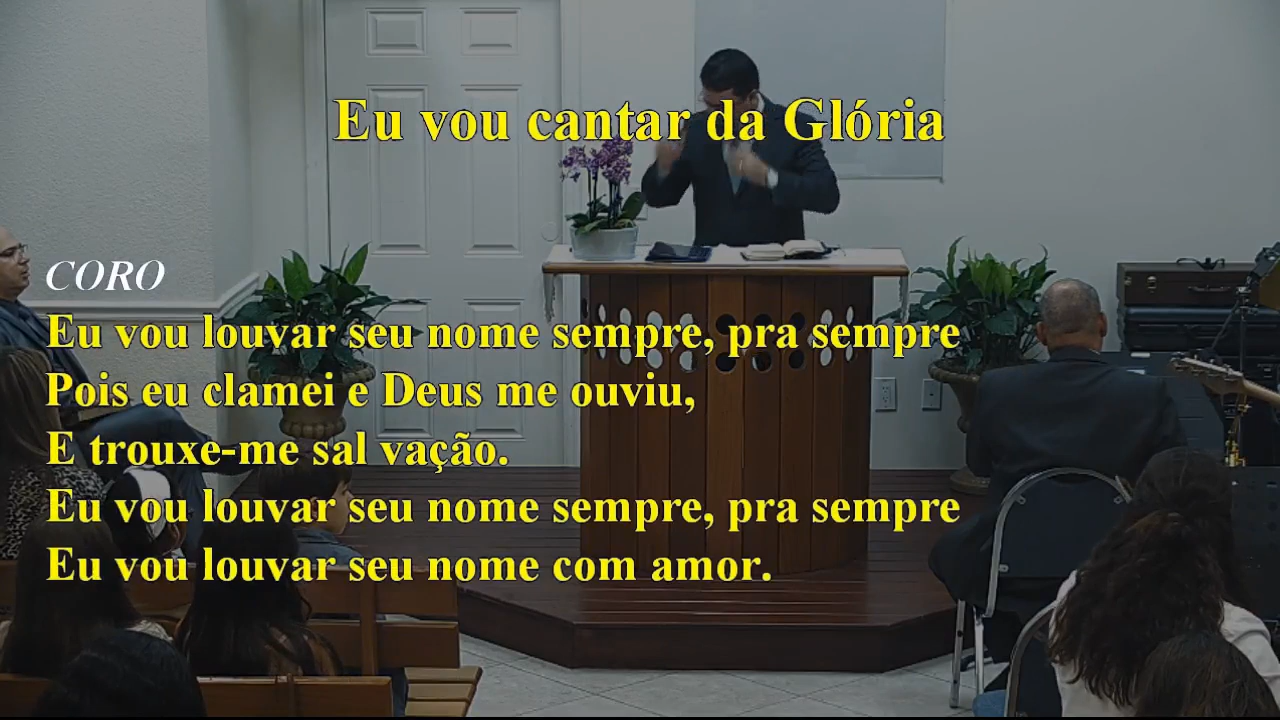 Eu vou cantar da Glória
CORO
Eu vou louvar seu nome sempre, pra sempre
Pois eu clamei e Deus me ouviu,
E trouxe-me sal vação.
Eu vou louvar seu nome sempre, pra sempre
Eu vou louvar seu nome com amor.